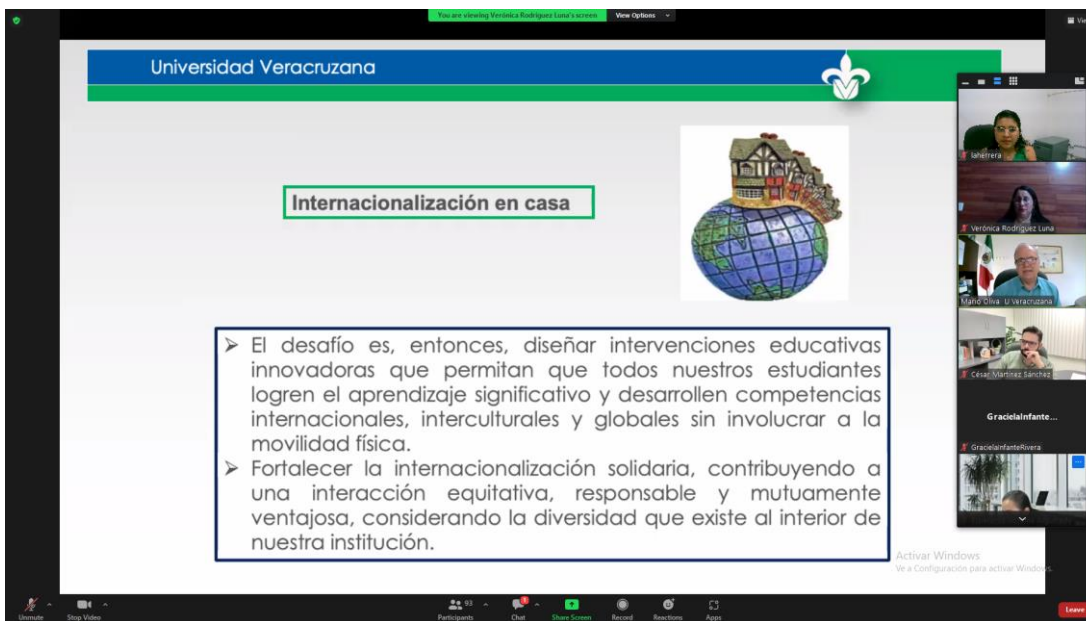 You are viewing Verónica Rodríguez Luna's screen
View Options
Universidad Veracruzana
Internacionalización en casa
➢ El desafío es, entonces, diseñar intervenciones educativas
innovadoras que permitan que todos nuestros estudiantes
logren el aprendizaje significativo y desarrollen competencias
internacionales, interculturales y globales sin involucrar a la
movilidad física.
➢ Fortalecer la internacionalización solidaria, contribuyendo a
una interacción equitativa, responsable y mutuamente
ventajosa, considerando la diversidad que existe al interior de
nuestra institución.
laherrera
Verónica Rodríguez Luna
Mario Oliva U Veracruzana
César Martínez Sánchez
GracielaInfante...
GracielaInfanteRivera
Activar Windows
Ve a Configuración para activar Windows.
Unmute
Stop Video
93
Participants
Chat
Share Screen
Record
Reactions
Apps
Leave